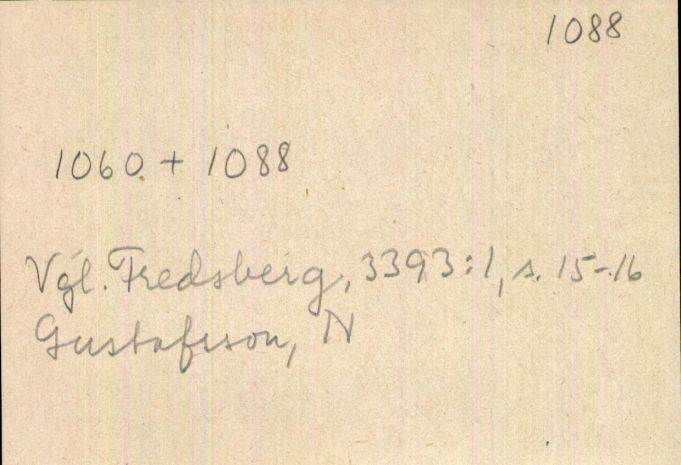 1088
1060 + 1088
Vgl. Fredsberg, 3393:1, s. 15-16
Gustafsson, N